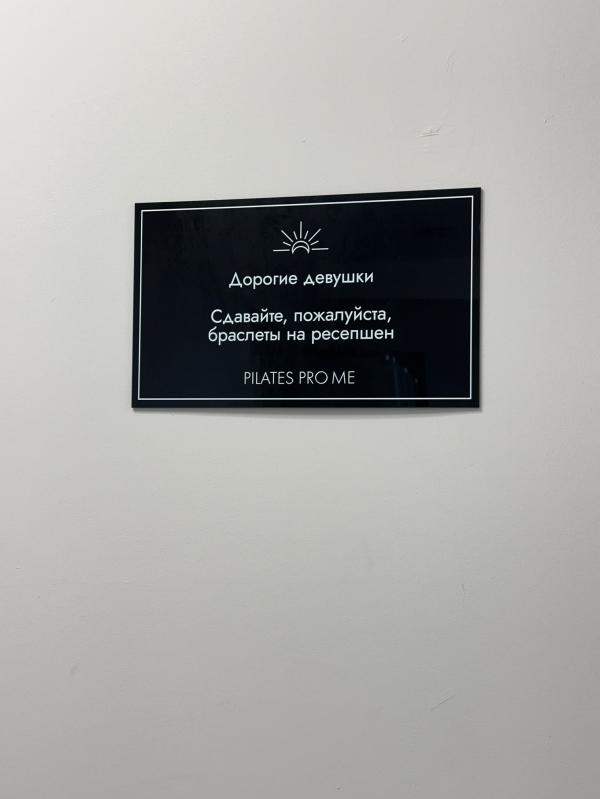 Дорогие девушки
Сдавайте, пожалуйста,
браслеты на ресепшен
PILATES PRO ME